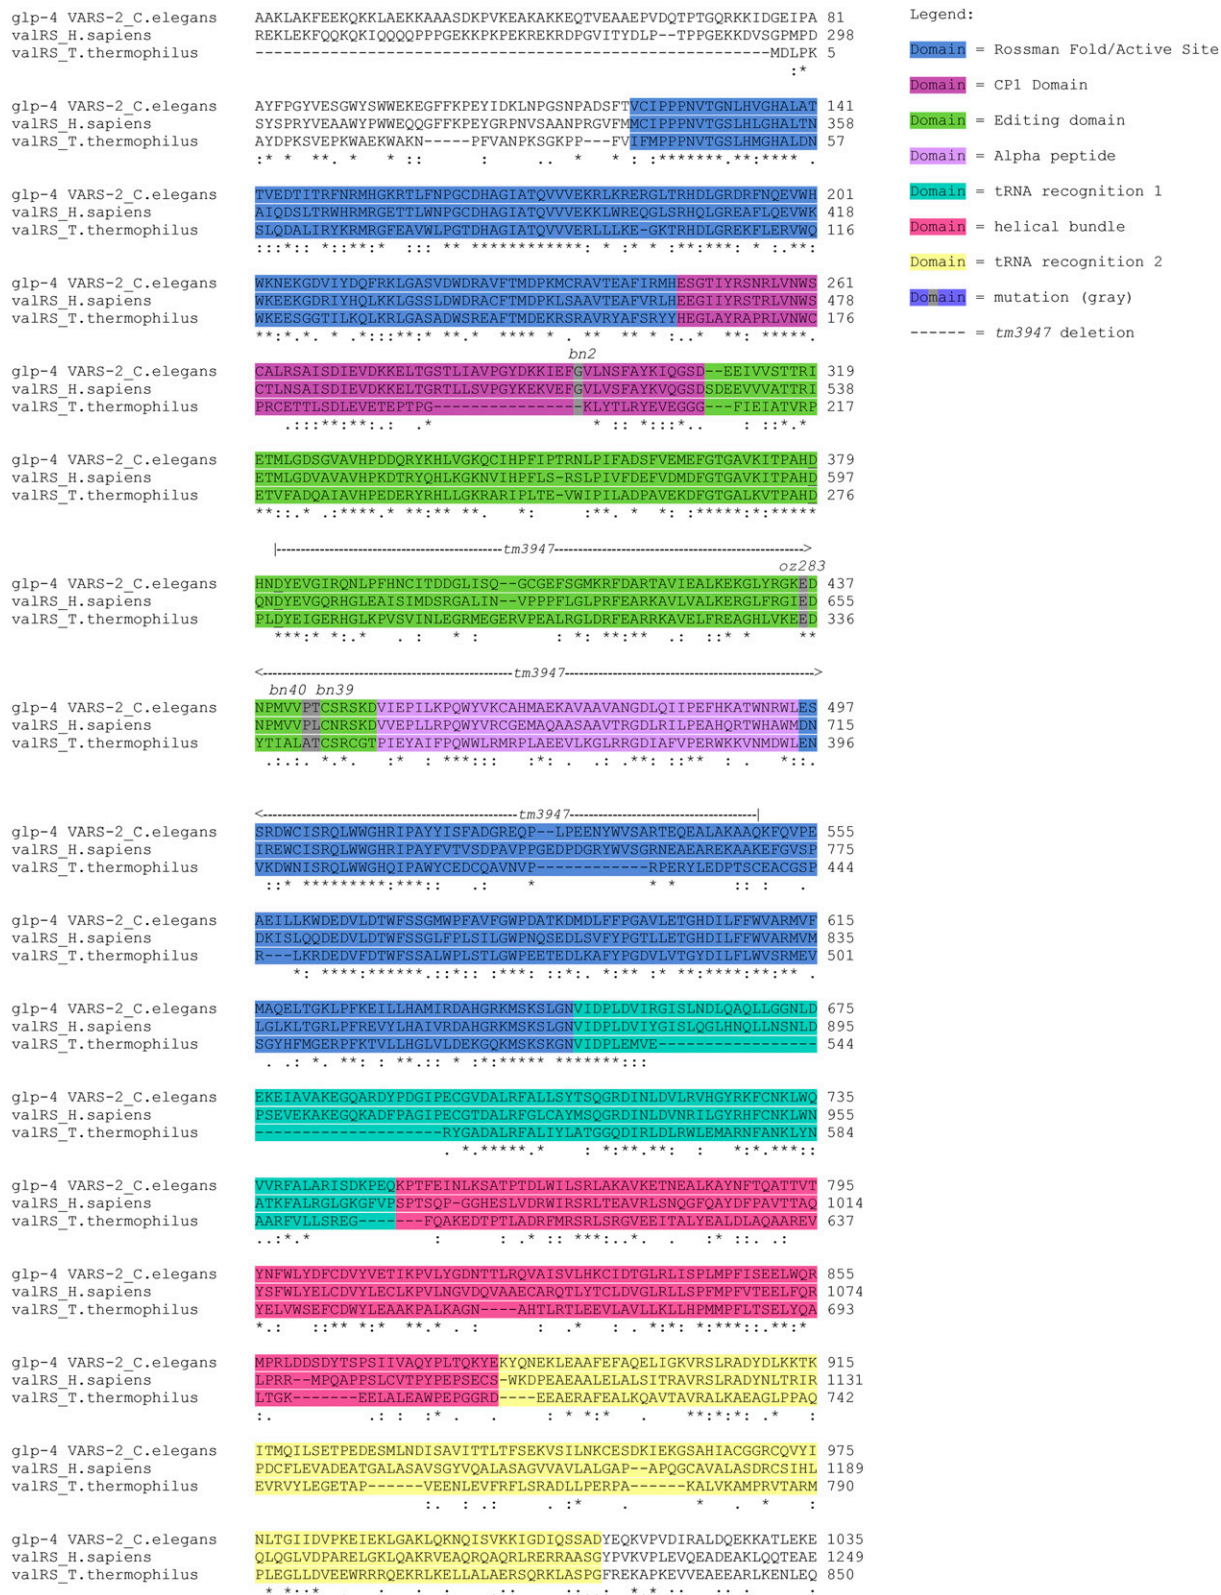 glp-4 VARS-2_C.elegans AAKLAKFEEKQKKLAEKKAAASDKPVKEAKAKKEQTVEAAEPVDQTPTGQRKKIDGEIPA 81
valRS_H.sapiens REKLEKFQQKQKIQQQQPPPGEKKPKPEKREKRDPGVITYDLP--TPPGEKKDVSGPMPD 298
valRS_T.thermophilus -------------------------------------------------------MDLPK 5
:*
glp-4 VARS-2_C.elegans AYFPGYVESGWYSWWEKEGFFKPEYIDKLNPGSNPADSFTVCIPPPNVTGNLHVGHALAT 141
valRS_H.sapiens SYSPRYVEAAWYPWWEQQGFFKPEYGRPNVSAANPRGVFMMCIPPPNVTGSLHLGHALTN 358
valRS_T.thermophilus AYDPKSVEPKWAEKWAKN-----PFVANPKSGKPP--FVIFMPPPNVTGSLHMGHALDN 57
:* * **. * * :: : .. * : :*******.**:**** .
glp-4 VARS-2_C.elegans TVEDTITRFNRMHGKRTLFNPGCDHAGIATQVVVEKRLKRERGLTRHDLGRDRFNQEVWH 201
valRS_H.sapiens AIQDSLTRWHRMRGETTLWNPGCDHAGIATQVVVEKKLWREQGLSRHQLGREAFLQEVWK 418
valRS_T.thermophilus SLQDALIRYKRMRGFEAVWLPGTDHAGIATQVVVERLLLKE-GKTRHDLGREKFLERVWQ 116
:::*:: *::**:* :: ** ************: * :* * :**:***: * :.**:
glp-4 VARS-2_C.elegans WKNEKGDVIYDQFRKLGASVDWDRAVFTMDPKMCRAVTEAFIRMHESGTIYRSNRLVNWS 261
valRS_H.sapiens WKEEKGDRIYHQLKKLGSSLDWDRACFTMDPKLSAAVTEAFVRLHEEGIIYRSTRLVNWS 478
valRS_T.thermophilus WKEESGGTILKQLKRLGASADWSREAFTMDEKRSRAVRYAFSRYYHEGLAYRAPRLVNWC 176
**:*.*. * .*:::**:* **.* **** * . ** ** * :..* **: *****.
bn2
glp-4 VARS-2_C.elegans CALRSAISDIEVDKKELTGSTLIAVPGYDKKIEFGVLNSFAYKIQGSD--EEIVVSTTRI 319
valRS_H.sapiens CTLNSAISDIEVDKKELTGRTLLSVPGYKEKVEFGVLVSFAYKVQGSDSDEEVVVATTRI 538
valRS_T.thermophilus PRCETTLSDLEVETEPTPG----------------KLYTLRYEVEGGG---FIEIATVRP 217
.:::**:**:.: .* * :: *:::*.. : ::*.*
glp-4 VARS-2_C.elegans ETMLGDSGVAVHPDDQRYKHLVGKQCIHPFIPTRNLPIFADSFVEMEFGTGAVKITPAHD 379
valRS_H.sapiens ETMLGDVAVAVHPKDTRYQHLKGKNVIHPFLS-RSLPIVFDEFVDMDFGTGAVKITPAHD 597
valRS_T.thermophilus ETVFADQAIAVHPEDERYRHLLGKRARIPLTE-VWIPILADPAVEKDFGTGALKVTPAHD 276
**::.* .:****.* **:** **. *: :**. * *: :*****:*:*****
|-------------------------tm3947----------------------------->
oz283
glp-4 VARS-2_C.elegans HNDYEVGIRQNLPFHNCITDDGLISQ--GCGEFSGMKRFDARTAVIEALKEKGLYRGKED 437
valRS_H.sapiens QNDYEVGQRHGLEAISIMDSRGALIN--VPPPFLGLPRFEARKAVLVALKERGLFRGIED 655
valRS_T.thermophilus PLDYEIGERHGLKPVSVINLEGRMEGERVPEALRGLDRFEARRKAVELFREAGHLVKEED 336
***:* *:.* . : * : : *: **:** .: ::* * **
<-----------------------------tm3947------------------------------->
bn40 bn39
glp-4 VARS-2_C.elegans NPMVVPTCSRSKDVIEPILKPQWYVKCAHMAEKAVAAVANGDLQIIPEFHKATWNRWLES 497
valRS_H.sapiens NPMVVPLCNRSKDVVEPLLRPQWYVRCGEMAQAASAAVTRGDLRILPEAHQRTWHAWMDN 715
valRS_T.thermophilus YTIALATCSRCGTPIEYAIFPQWWLRMRPLAEEVLKGLRRGDIAFVPERWKKVNMDWLEN 396
.:.:. *.*. :* : ***::: :*: . .: .**: ::** : . *::.
<-----------------------------tm3947------------------------|
glp-4 VARS-2_C.elegans SRDWCISRQLWWGHRIPAYYISFADGREQP--LPEENYWVSARTEQEALAKAAQKFQVPE 555
valRS_H.sapiens IREWCISRQLWWGHRIPAYFVTVSDPAVPPGEDPDGRYWVSGRNEAEAREKAAKEFGVSP 775
valRS_T.thermophilus VKDWNISRQLWWGHQIPAWYCEDCQAVNVP------------RPERYLEDPTSCEACGSP 444
::* *********:***:: .: * * * :: : .
glp-4 VARS-2_C.elegans AEILLKWDEDVLDTWFSSGMWPFAVFGWPDATKDMDLFFPGAVLETGHDILFFWVARMVF 615
valRS_H.sapiens DKISLQQDEDVLDTWFSSGLFPLSILGWPNQSEDLSVFYPGTLLETGHDILFFWVARMVM 835
valRS_T.thermophilus R---LKRDEDVFDTWFSSALWPLSTLGWPEETEDLKAFYPGDVLVTGYDILFLWVSRMEV 501
*: ****:******.::*:: :***: ::*:. *:** :* **:****:**:** .
glp-4 VARS-2_C.elegans MAQELTGKLPFKEILLHAMIRDAHGRKMSKSLGNVIDPLDVIRGISLNDLQAQLLGGNLD 675
valRS_H.sapiens LGLKLTGRLPFREVYLHAIVRDAHGRKMSKSLGNVIDPLDVIYGISLQGLHNQLLNSNLD 895
valRS_T.thermophilus SGYHFMGERPFKTVLLHGLVLDEKGQKMSKSKGNVIDPLEMVE----------------- 544
. .: *. **: : **.:: * :*:***** *******:::
glp-4 VARS-2_C.elegans EKEIAVAKEGQARDYPDGIPECGVDALRFALLSYTSQGRDINLDVLRVHGYRKFCNKLWQ 735
valRS_H.sapiens PSEVEKAKEGQKADFPAGIPECGTDALRFGLCAYMSQGRDINLDVNRILGYRHFCNKLWN 955
valRS_T.thermophilus --------------------RYGADALRFALIYLATGGQDIRLDLRWLEMARNFANKLYN 584
. *.*****.* : *:**.**: : *:*.***::
glp-4 VARS-2_C.elegans VVRFALARISDKPEQKPTFEINLKSATPTDLWILSRLAKAVKETNEALKAYNFTQATTVT 795
valRS_H.sapiens ATKFALRGLGKGFVPSPTSQP-GGHESLVDRWIRSRLTEAVRLSNQGFQAYDFPAVTTAQ 1014
valRS_T.thermophilus AARFVLLSREG-------FQAKEDTPTLADRFMRSRLSRGVEEITALYEALDLAQAAREV 637
..:*.* : : .* :: ***:..*. . :* ::. .:
glp-4 VARS-2_C.elegans YNFWLYDFCDVYVETIKPVLYGDNTTLRQVAISVLHKCIDTGLRLISPLMPFISEELWQR 855
valRS_H.sapiens YSFWLYELCDVYLECLKPVLNGVDQVAAECARQTLYTCLDVGLRLLSPFMPFVTEELFQR 1074
valRS_T.thermophilus YELVWSEFCDWYLEAAKPALKAGN----AHTLRTLEEVLAVLLKLLHPMMPFLTSELYQA 693
*.: ::** *:* **.* . : : .* : . *:*: *:***::.**:*
glp-4 VARS-2_C.elegans MPRLDDSDYTSPSIIVAQYPLTQKYEKYQNEKLEAAFEFAQELIGKVRSLRADYDLKKTK 915
valRS_H.sapiens LPRR--MPQAPPSLCVTPYPEPSECS-WKDPEAEAALELALSITRAVRSLRADYNLTRIR 1131
valRS_T.thermophilus LTGK-------EELALEAWPEPGGRD----EEAERAFEALKQAVTAVRALKAEAGLPPAQ 742
:. .: : :* . . : * *:* . **:*:*: .* :
glp-4 VARS-2_C.elegans ITMQILSETPEDESMLNDISAVITTLTFSEKVSILNKCESDKIEKGSAHIACGGRCQVYI 975
valRS_H.sapiens PDCFLEVADEATGALASAVSGYVQALASAGVVAVLALGAP--APQGCAVALASDRCSIHL 1189
valRS_T.thermophilus EVRVYLEGETAP------VEENLEVFRFLSRADLLPERPA------KALVKAMPRVTARM 790
:. : .: . :* . * . * :
glp-4 VARS-2_C.elegans NLTGIIDVPKEIEKLGAKLQKNQISVKKIGDIQSSADYEQKVPVDIRALDQEKKATLEKE 1035
valRS_H.sapiens QLQGLVDPARELGKLQAKRVEAQRQAQRLRERRAASGYPVKVPLEVQEADEAKLQQTEAE 1249
valRS_T.thermophilus PLEGLLDVEEWRRRQEKRLKELLALAERSQRKLASPGFREKAPKEVVEAEEARLKENLEQ 850
* *::* . : : : .:: :: .: *.* :: :: : :
Legend:
Domain = Rossman Fold/Active Site
Domain = CP1 Domain
Domain = Editing domain
Domain = Alpha peptide
Domain = tRNA recognition 1
Domain = helical bundle
Domain = tRNA recognition 2
Domain = mutation (gray)
------ = tm3947 deletion